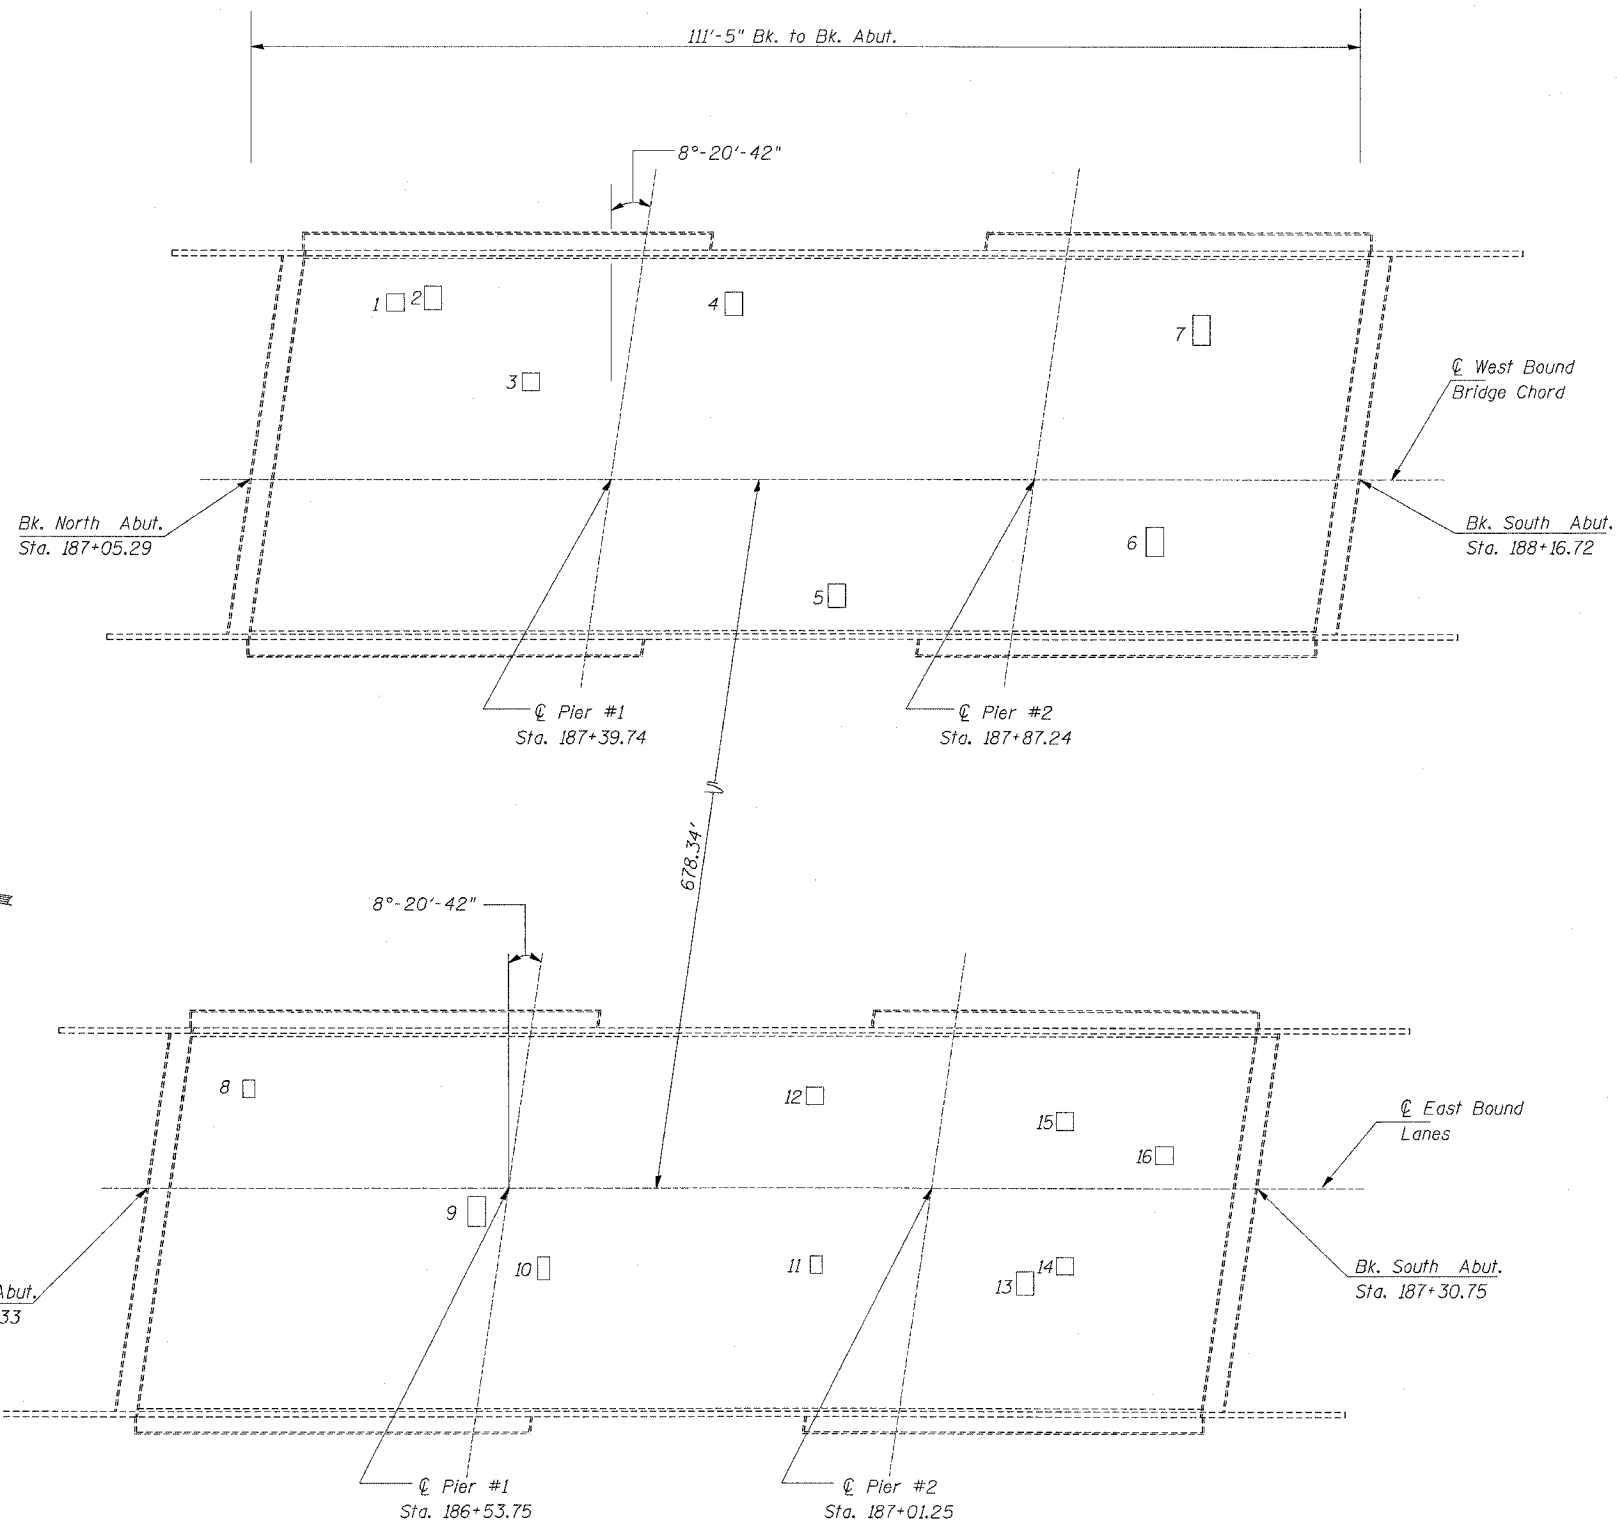 111'-5" Bk. to Bk. Abut.
8°-20'-42"
1
2
3
4
7
℄ West Bound
Bridge Chord
Bk. North Abut.
Sta. 187+05.29
Bk. South Abut.
Sta. 188+16.72
6
5
℄ Pier #1
Sta. 187+39.74
℄ Pier #2
Sta. 187+87.24
678.34'
8°-20'-42"
8
12
15
16
℄ East Bound
Lanes
9
10
11
13
14
Abut.
33
Bk. South Abut.
Sta. 187+30.75
℄ Pier #1
Sta. 186+53.75
℄ Pier #2
Sta. 187+01.25